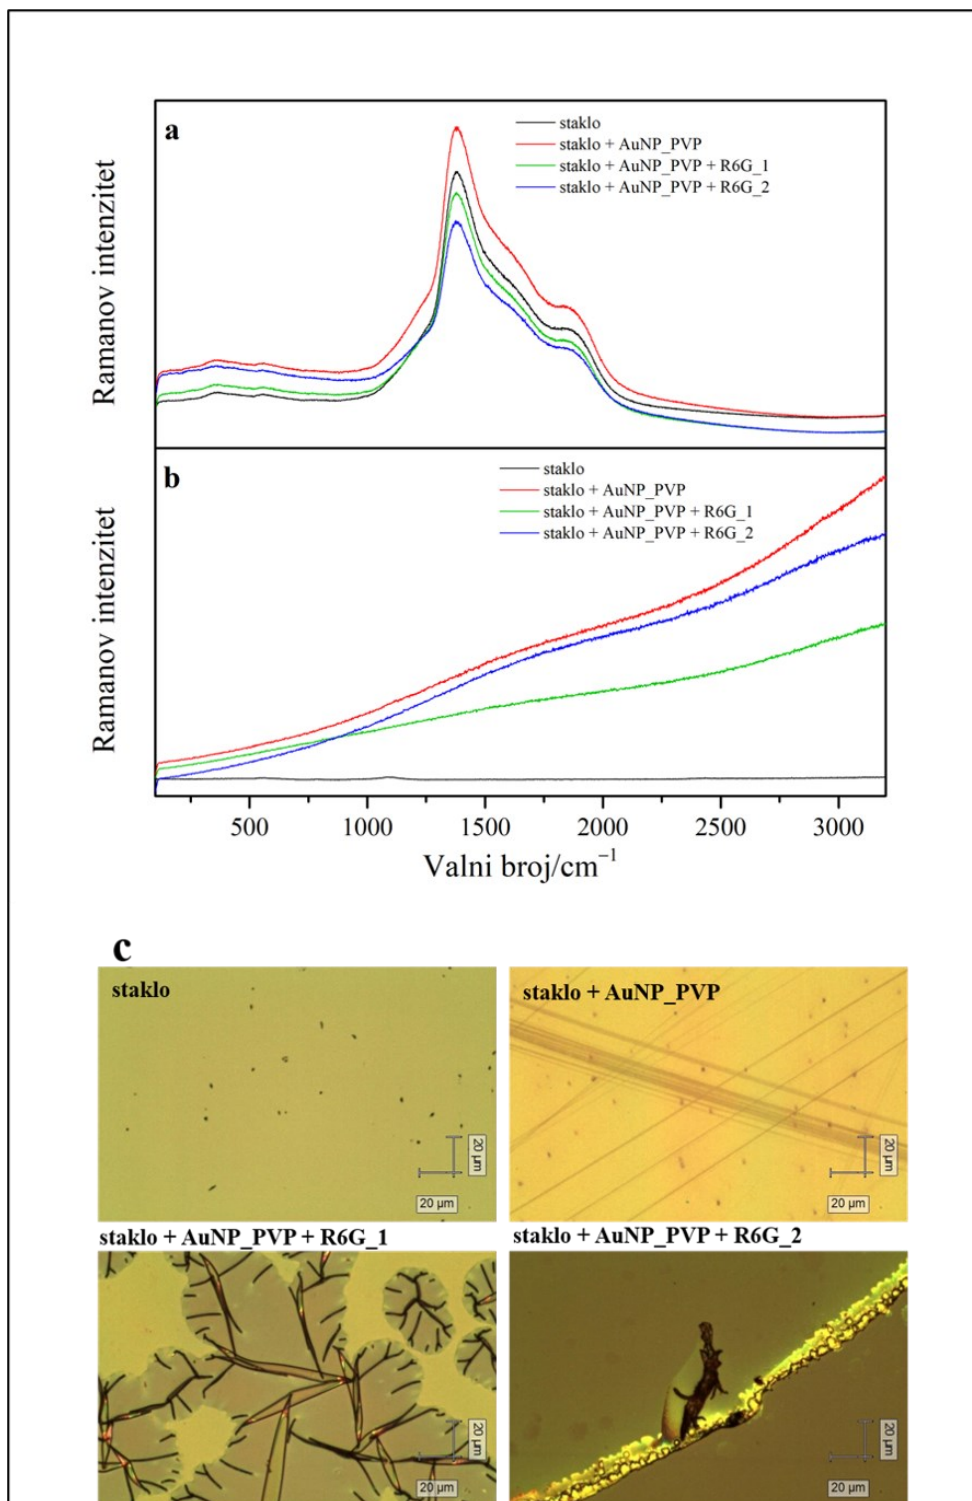 a
staklo
staklo + AuNP_PVP
staklo + AuNP_PVP + R6G_1
staklo + AuNP_PVP + R6G_2
Ramanov intenzitet
b
staklo
staklo + AuNP_PVP
staklo + AuNP_PVP + R6G_1
staklo + AuNP_PVP + R6G_2
Ramanov intenzitet
500 1000 1500 2000 2500 3000
Valni broj/cm⁻¹
c
staklo
20 µm
20 µm
staklo + AuNP_PVP
20 µm
20 µm
staklo + AuNP_PVP + R6G_1
20 µm
20 µm
staklo + AuNP_PVP + R6G_2
20 µm
20 µm